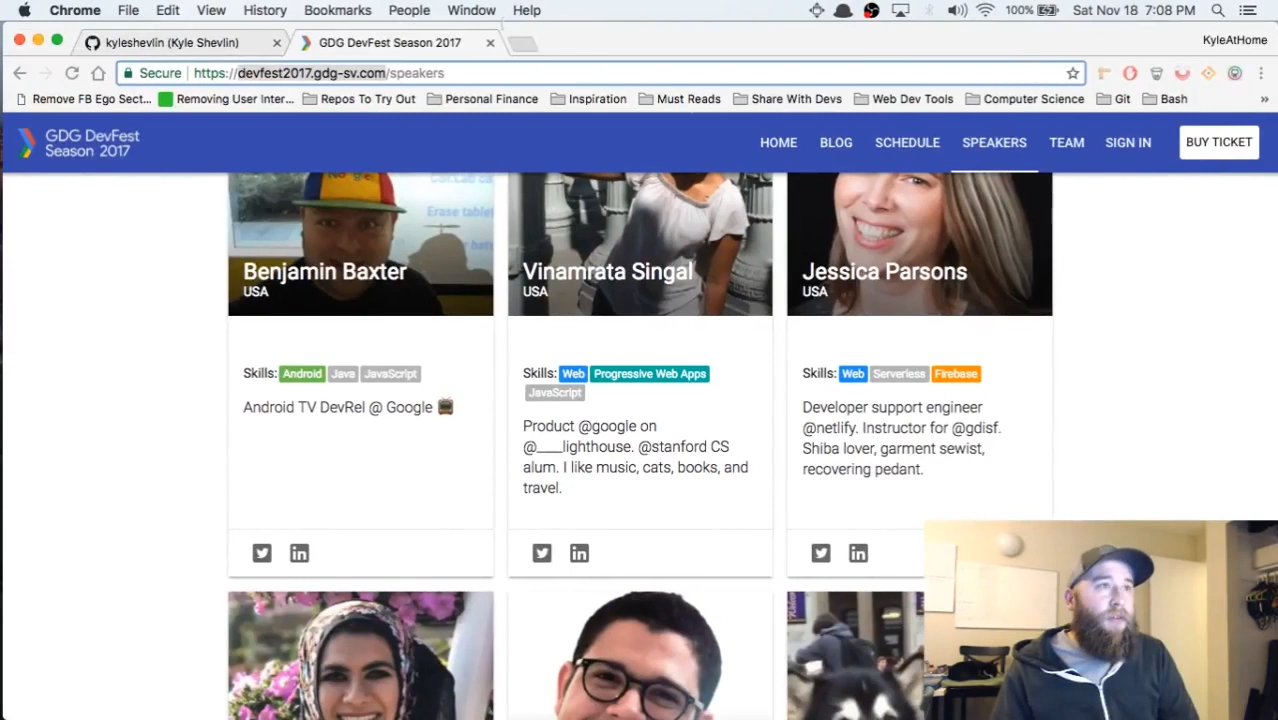 Chrome File Edit View History Bookmarks People Window Help 100% Sat Nov 18 7:08 PM
kyleshevlin (Kyle Shevlin) GDG DevFest Season 2017 KyleAtHome
Secure https://devfest2017.gdg-sv.com/speakers
Remove FB Ego Sect... Removing User Inter... Repos To Try Out Personal Finance Inspiration Must Reads Share With Devs Web Dev Tools Computer Science Git Bash »
GDG DevFest
Season 2017
HOME BLOG SCHEDULE SPEAKERS TEAM SIGN IN BUY TICKET
Erase table
Benjamin Baxter
USA
Skills: Android Java JavaScript
Android TV DevRel @ Google
Vinamrata Singal
USA
Skills: Web Progressive Web Apps
JavaScript
Product @google on
@____lighthouse. @stanford CS
alum. I like music, cats, books, and
travel.
Jessica Parsons
USA
Skills: Web Serverless Firebase
Developer support engineer
@netlify. Instructor for @gdisf.
Shiba lover, garment sewist,
recovering pedant.